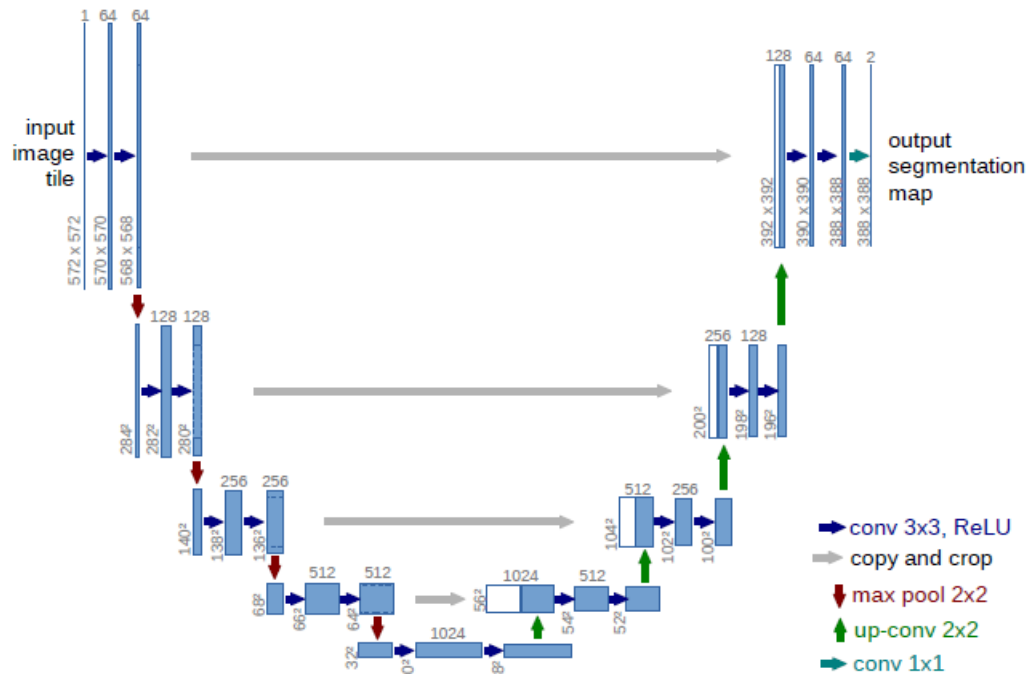 1 64 64
input
image
tile
572 x 572
570 x 570
568 x 568
128 64 64 2
output
segmentation
map
392 x 392
390 x 390
388 x 388
388 x 388
128 128
284²
282²
280²
256 128
200²
198²
196²
256 256
140²
138²
136²
512 256
104²
102²
100²
512 512
68²
66²
64²
1024 512
56²
54²
52²
1024
32²
0²
8²
conv 3x3, ReLU
copy and crop
max pool 2x2
up-conv 2x2
conv 1x1